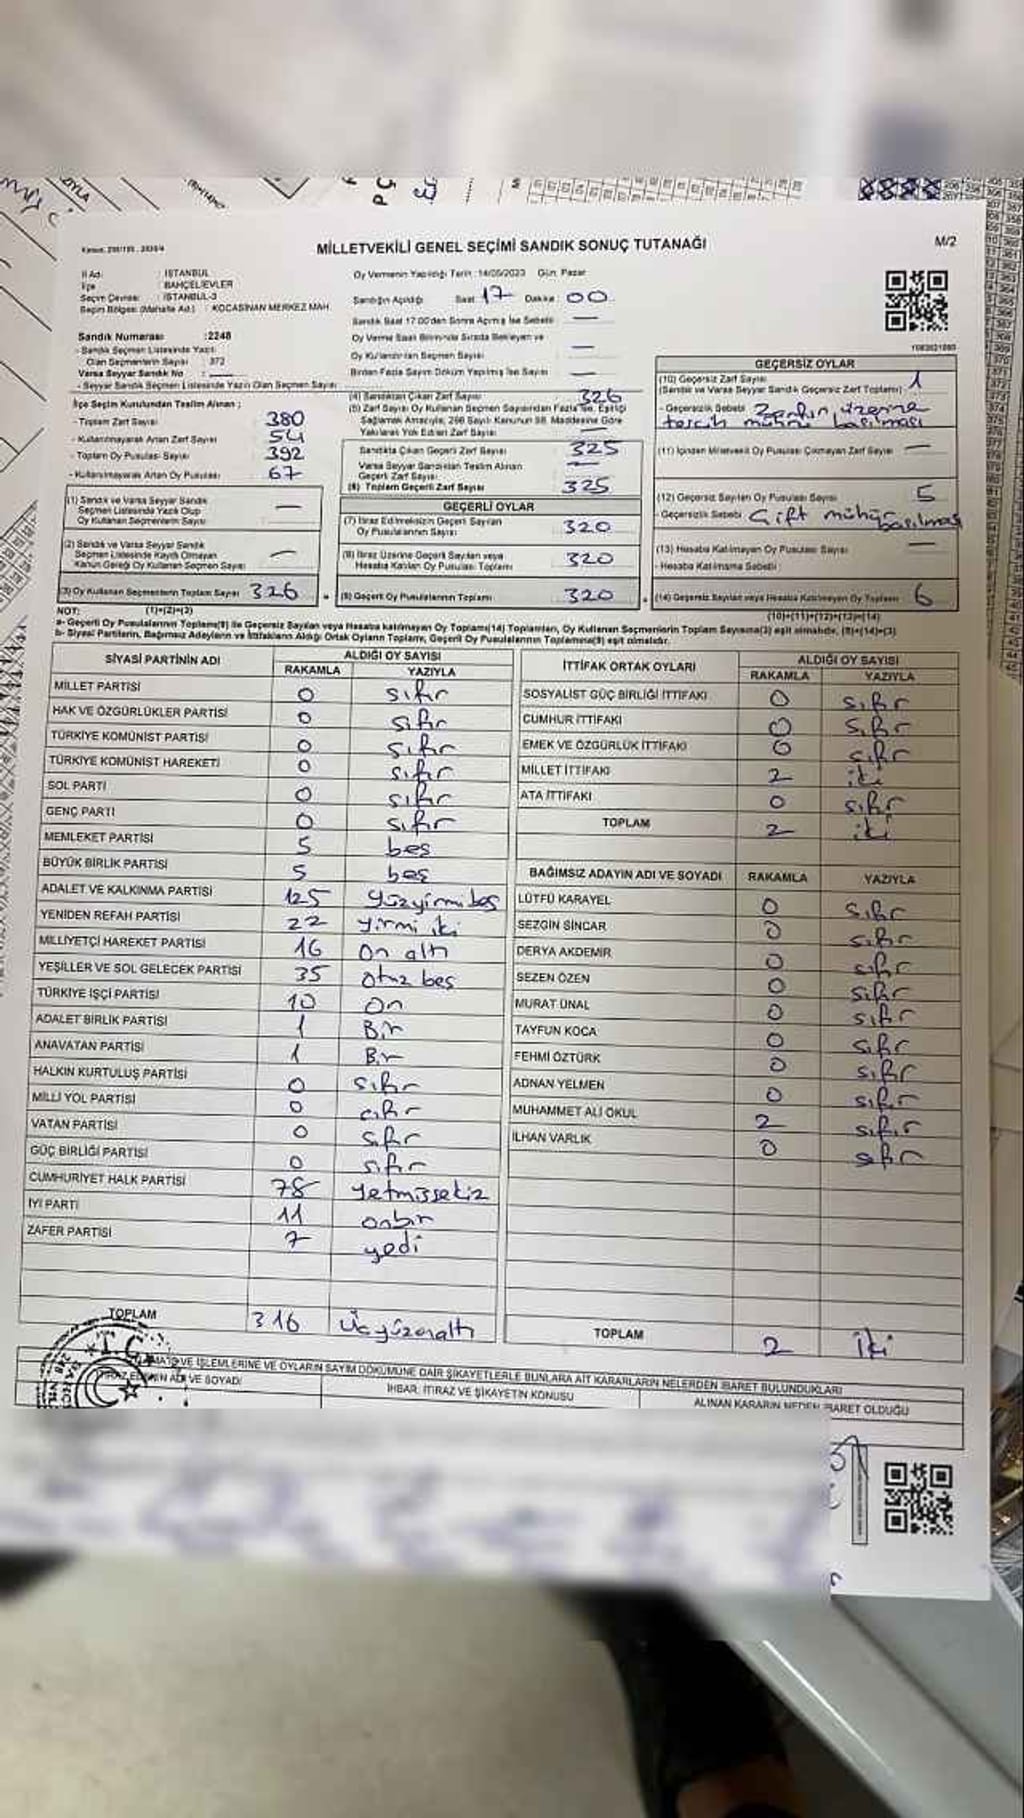 MİLLETVEKİLİ GENEL SEÇİMİ SANDIK SONUÇ TUTANAĞI
M/2
İl Adı : İSTANBUL
İlçe : BAHÇELİEVLER
Seçim Çevresi : İSTANBUL-3
Seçim Bölgesi (Mahalle Adı) : KOCASİNAN MERKEZ MAH.
Sandık Numarası :2248
- Sandık Seçmen Listesinde Yazılı
Olan Seçmenlerin Sayısı : 372
Varsa Seyyar Sandık No :
- Seyyar Sandık Seçmen Listesinde Yazılı Olan Seçmen Sayısı
Oy Vermenin Yapıldığı Tarih :14/05/2023 Gün: Pazar
Sandığın Açıldığı Saat 17 Dakika 00
Sandık Saat 17.00'den Sonra Açılmış İse Sebebi —
Oy Verme Saati Bitiminde Sırada Bekleyen ve
Oy Kullandırılan Seçmen Sayısı —
Birden Fazla Sayım Döküm Yapılmış İse Sayısı —
İlçe Seçim Kurulundan Teslim Alınan ;
- Toplam Zarf Sayısı 380
- Kullanılmayarak Artan Zarf Sayısı 54
- Toplam Oy Pusulası Sayısı 392
- Kullanılmayarak Artan Oy Pusulası 67
(1) Sandık ve Varsa Seyyar Sandık
Seçmen Listesinde Yazılı Olup
Oy Kullanan Seçmenlerin Sayısı —
(2) Sandık ve Varsa Seyyar Sandık
Seçmen Listesinde Kayıtlı Olmayan
Kanun Gereği Oy Kullanan Seçmen Sayısı —
(3) Oy Kullanan Seçmenlerin Toplam Sayısı 326
(1)+(2)=(3)
(4) Sandıktan Çıkan Zarf Sayısı 326
(5) Zarf Sayısı Oy Kullanan Seçmen Sayısından Fazla İse, Eşitliği
Sağlamak Amacıyla; 298 Sayılı Kanunun 98. Maddesine Göre
Yakılarak Yok Edilen Zarf Sayısı —
Sandıkta Çıkan Geçerli Zarf Sayısı 325
Varsa Seyyar Sandıktan Teslim Alınan
Geçerli Zarf Sayısı —
(6) Toplam Geçerli Zarf Sayısı 325
GEÇERLİ OYLAR
(7) İtiraz Edilmeksizin Geçerli Sayılan
Oy Pusulalarının Sayısı 320
(8) İtiraz Üzerine Geçerli Sayılan veya
Hesaba Katılan Oy Pusulası Toplamı 320
(9) Geçerli Oy Pusulalarının Toplamı 320
GEÇERSİZ OYLAR
(10) Geçersiz Zarf Sayısı 1
(Sandık ve Varsa Seyyar Sandık Geçersiz Zarf Toplamı)
- Geçersizlik Sebebi Zarfın üzerine
tercih mührü basılması
(11) İçinden Milletvekili Oy Pusulası Çıkmayan Zarf Sayısı —
(12) Geçersiz Sayılan Oy Pusulası Sayısı 5
- Geçersizlik Sebebi Çift mühür basılması
(13) Hesaba Katılmayan Oy Pusulası Sayısı —
- Hesaba Katılmama Sebebi
(14) Geçersiz Sayılan veya Hesaba Katılmayan Oy Toplamı 6
(10)+(11)+(12)+(13)=(14)
NOT:
a- Geçerli Oy Pusulalarının Toplamı(9) ile Geçersiz Sayılan veya Hesaba Katılmayan Oy Toplamı(14) Toplamları, Oy Kullanan Seçmenlerin Toplam Sayısına(3) eşit olmalıdır. (9)+(14)=(3)
b- Siyasi Partilerin, Bağımsız Adayların ve İttifakların Aldığı Ortak Oyların Toplamı, Geçerli Oy Pusulalarının Toplamına(9) eşit olmalıdır.
SİYASİ PARTİNİN ADI ALDIĞI OY SAYISI
RAKAMLA YAZIYLA
MİLLET PARTİSİ 0 sıfır
HAK VE ÖZGÜRLÜKLER PARTİSİ 0 sıfır
TÜRKİYE KOMÜNİST PARTİSİ 0 sıfır
TÜRKİYE KOMÜNİST HAREKETİ 0 sıfır
SOL PARTİ 0 sıfır
GENÇ PARTİ 0 sıfır
MEMLEKET PARTİSİ 5 beş
BÜYÜK BİRLİK PARTİSİ 5 beş
ADALET VE KALKINMA PARTİSİ 125 yüzyirmibeş
YENİDEN REFAH PARTİSİ 22 yirmi iki
MİLLİYETÇİ HAREKET PARTİSİ 16 on altı
YEŞİLLER VE SOL GELECEK PARTİSİ 35 otuz beş
TÜRKİYE İŞÇİ PARTİSİ 10 On
ADALET BİRLİK PARTİSİ 1 Bir
ANAVATAN PARTİSİ 1 Bir
HALKIN KURTULUŞ PARTİSİ 0 sıfır
MİLLİ YOL PARTİSİ 0 sıfır
VATAN PARTİSİ 0 sıfır
GÜÇ BİRLİĞİ PARTİSİ 0 sıfır
CUMHURİYET HALK PARTİSİ 78 yetmişsekiz
İYİ PARTİ 11 onbir
ZAFER PARTİSİ 7 yedi
TOPLAM 316 Üçyüzonaltı
İTTİFAK ORTAK OYLARI ALDIĞI OY SAYISI
RAKAMLA YAZIYLA
SOSYALİST GÜÇ BİRLİĞİ İTTİFAKI 0 sıfır
CUMHUR İTTİFAKI 0 sıfır
EMEK VE ÖZGÜRLÜK İTTİFAKI 0 sıfır
MİLLET İTTİFAKI 2 iki
ATA İTTİFAKI 0 sıfır
TOPLAM 2 iki
BAĞIMSIZ ADAYIN ADI VE SOYADI RAKAMLA YAZIYLA
LÜTFÜ KARAYEL 0 sıfır
SEZGİN SİNCAR 0 sıfır
DERYA AKDEMİR 0 sıfır
SEZEN ÖZEN 0 sıfır
MURAT ÜNAL 0 sıfır
TAYFUN KOCA 0 sıfır
FEHMİ ÖZTÜRK 0 sıfır
ADNAN YELMEN 0 sıfır
MUHAMMET ALİ OKUL 2 sıfır
İLHAN VARLIK 0 sıfır
TOPLAM 2 iki
VE İŞLEMLERİNE VE OYLARIN SAYIM DÖKÜMÜNE DAİR ŞİKAYETLERLE BUNLARA AİT KARARLARIN NELERDEN İBARET BULUNDUKLARI
ADI VE SOYADI
İHBAR, İTİRAZ VE ŞİKAYETİN KONUSU
ALINAN KARARIN NEDEN İBARET OLDUĞU